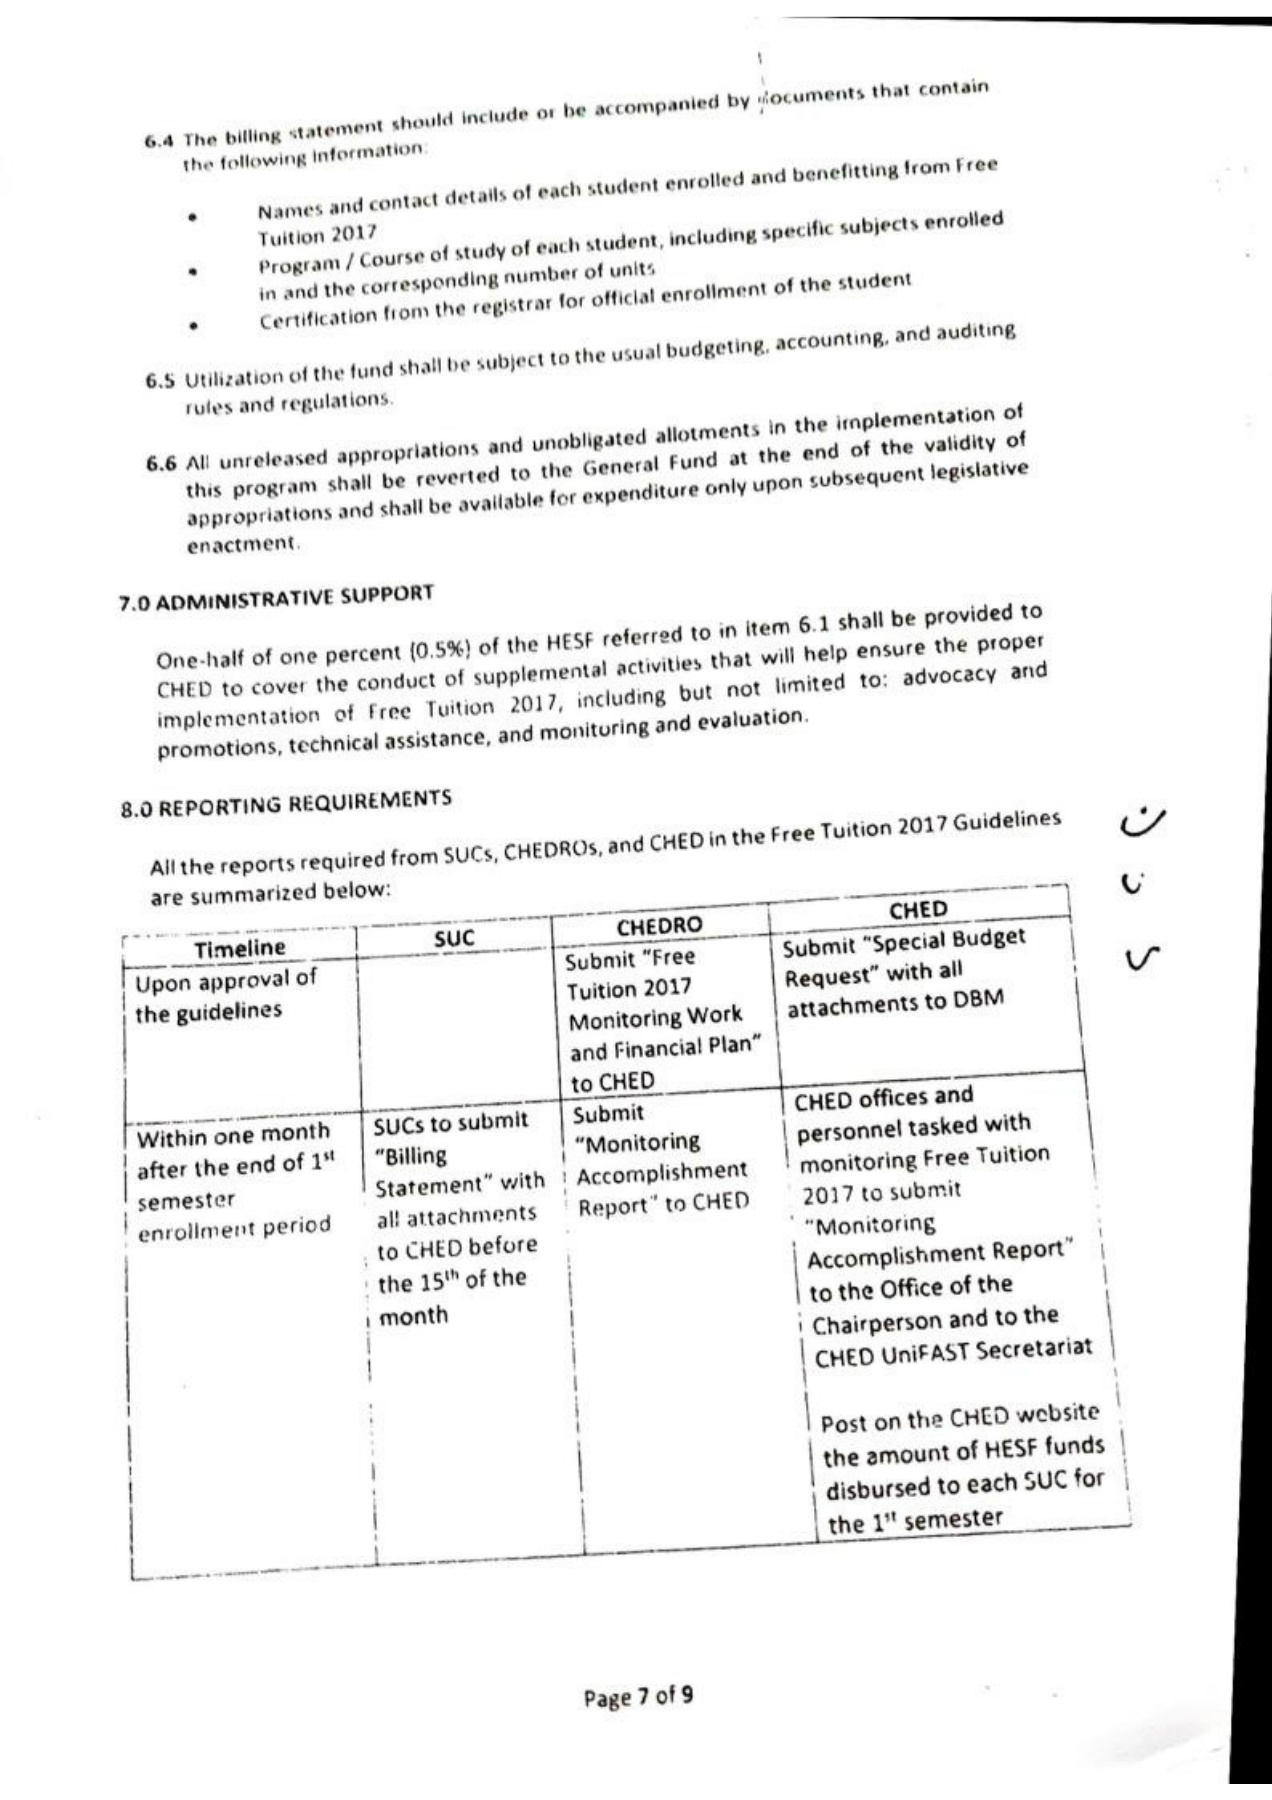 6.4 The billing statement should include or be accompanied by documents that contain
the following information:
• Names and contact details of each student enrolled and benefitting from Free
Tuition 2017
• Program / Course of study of each student, including specific subjects enrolled
in and the corresponding number of units
• Certification from the registrar for official enrollment of the student
6.5 Utilization of the fund shall be subject to the usual budgeting, accounting, and auditing
rules and regulations.
6.6 All unreleased appropriations and unobligated allotments in the implementation of
this program shall be reverted to the General Fund at the end of the validity of
appropriations and shall be available for expenditure only upon subsequent legislative
enactment.
7.0 ADMINISTRATIVE SUPPORT
One-half of one percent (0.5%) of the HESF referred to in item 6.1 shall be provided to
CHED to cover the conduct of supplemental activities that will help ensure the proper
implementation of Free Tuition 2017, including but not limited to: advocacy and
promotions, technical assistance, and monitoring and evaluation.
8.0 REPORTING REQUIREMENTS
All the reports required from SUCs, CHEDROs, and CHED in the Free Tuition 2017 Guidelines
are summarized below:
Timeline
SUC
CHEDRO
CHED
Upon approval of
the guidelines
Submit "Free
Tuition 2017
Monitoring Work
and Financial Plan"
to CHED
Submit "Special Budget
Request" with all
attachments to DBM
Within one month
after the end of 1st
semester
enrollment period
SUCs to submit
"Billing
Statement" with
all attachments
to CHED before
the 15th of the
month
Submit
"Monitoring
Accomplishment
Report" to CHED
CHED offices and
personnel tasked with
monitoring Free Tuition
2017 to submit
"Monitoring
Accomplishment Report"
to the Office of the
Chairperson and to the
CHED UniFAST Secretariat
Post on the CHED website
the amount of HESF funds
disbursed to each SUC for
the 1st semester
Page 7 of 9